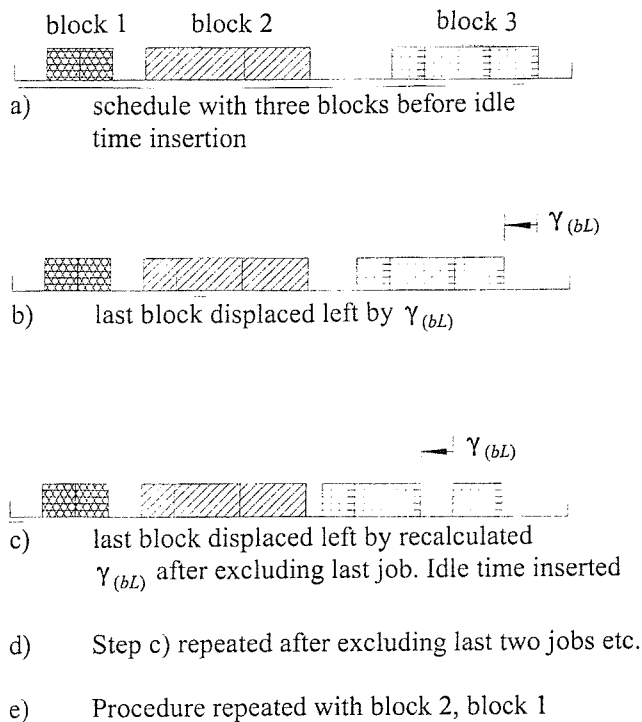 block 1 block 2 block 3
a) schedule with three blocks before idle
time insertion
γ(bL)
b) last block displaced left by γ(bL)
γ(bL)
c) last block displaced left by recalculated
γ(bL) after excluding last job. Idle time inserted
d) Step c) repeated after excluding last two jobs etc.
e) Procedure repeated with block 2, block 1